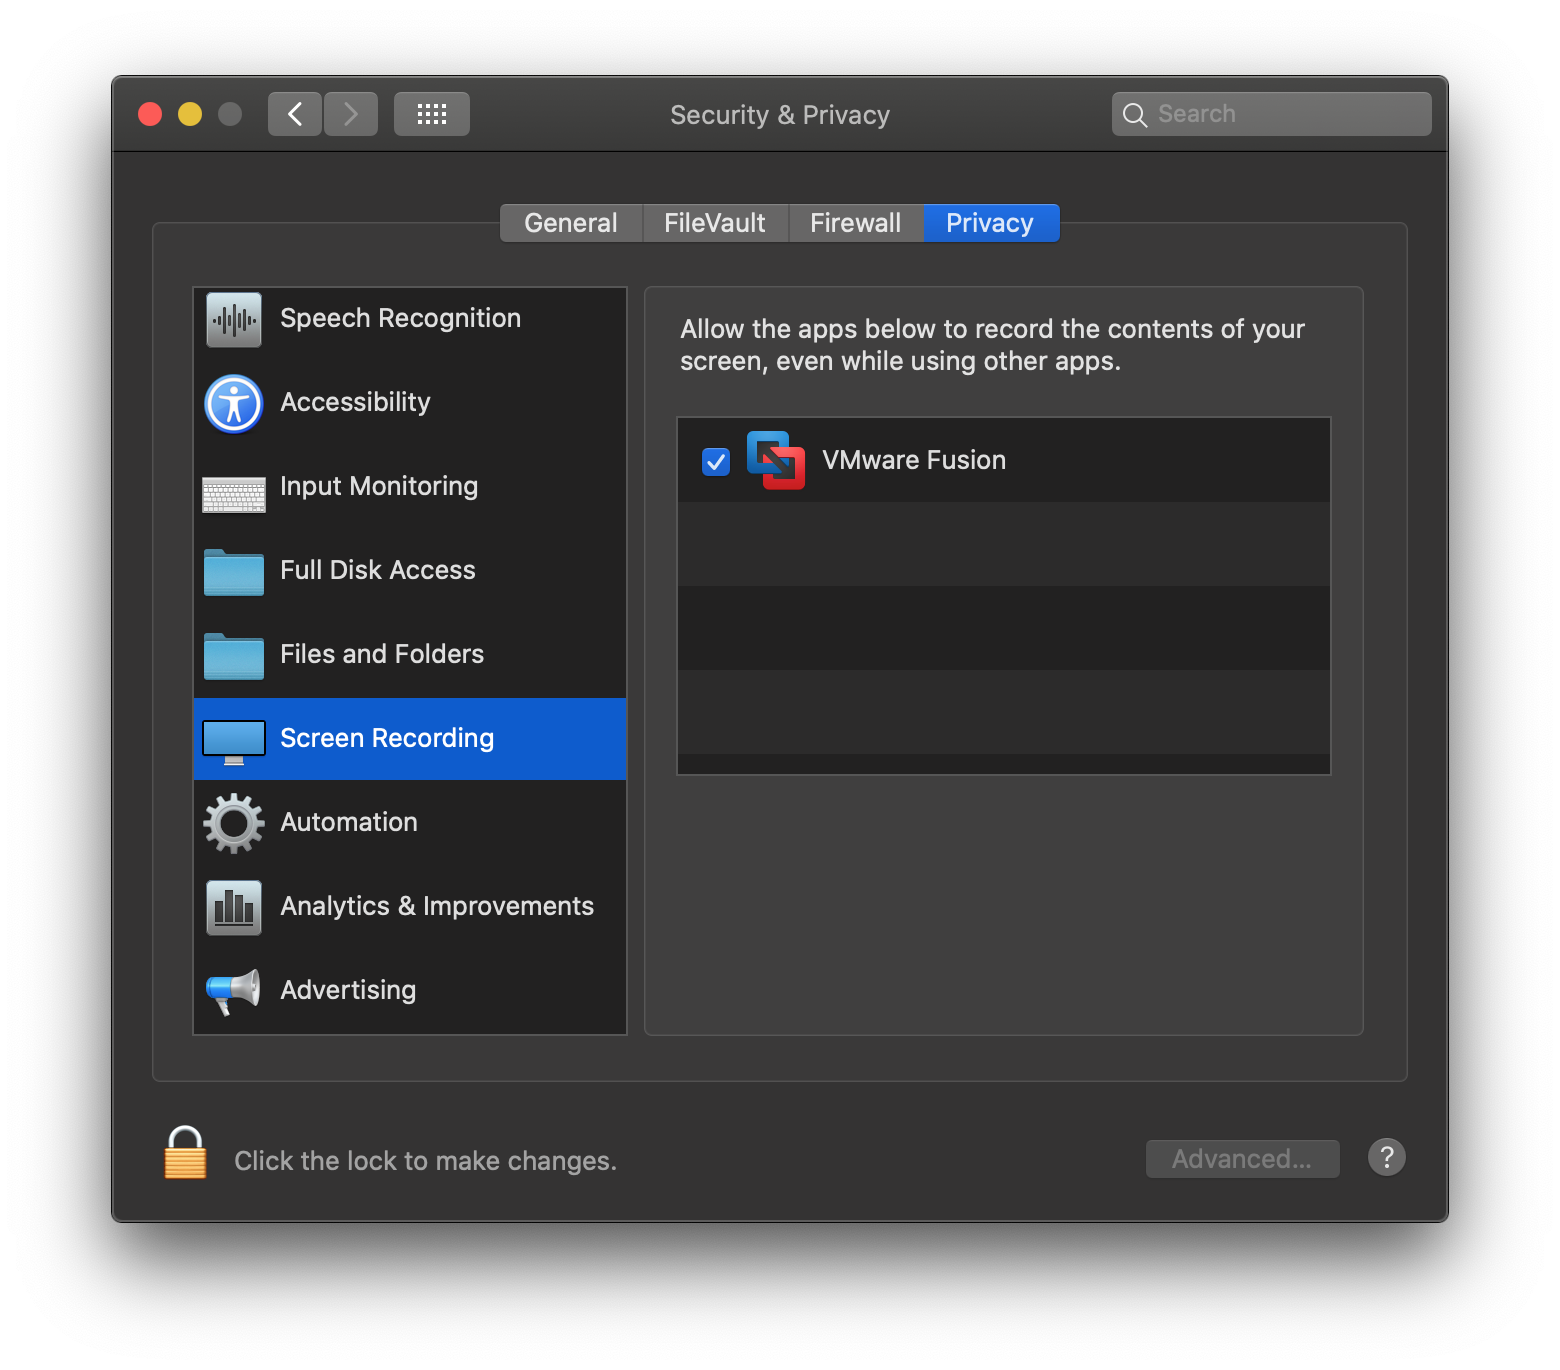 Security & Privacy
Search
General
FileVault
Firewall
Privacy
Speech Recognition
Accessibility
Input Monitoring
Full Disk Access
Files and Folders
Screen Recording
Automation
Analytics & Improvements
Advertising
Allow the apps below to record the contents of your
screen, even while using other apps.
VMware Fusion
Click the lock to make changes.
Advanced...
?